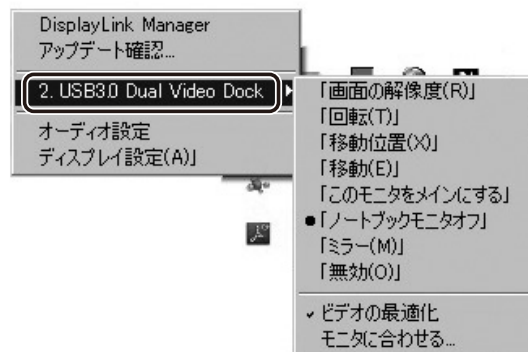 DisplayLink Manager
アップデート確認...
2. USB3.0 Dual Video Dock
オーディオ設定
ディスプレイ設定(A)」
「画面の解像度(R)」
「回転(T)」
「移動位置(X)」
「移動(E)」
「このモニタをメインにする」
●「ノートブックモニタオフ」
「ミラー(M)」
「無効(O)」
✓ ビデオの最適化
モニタに合わせる...